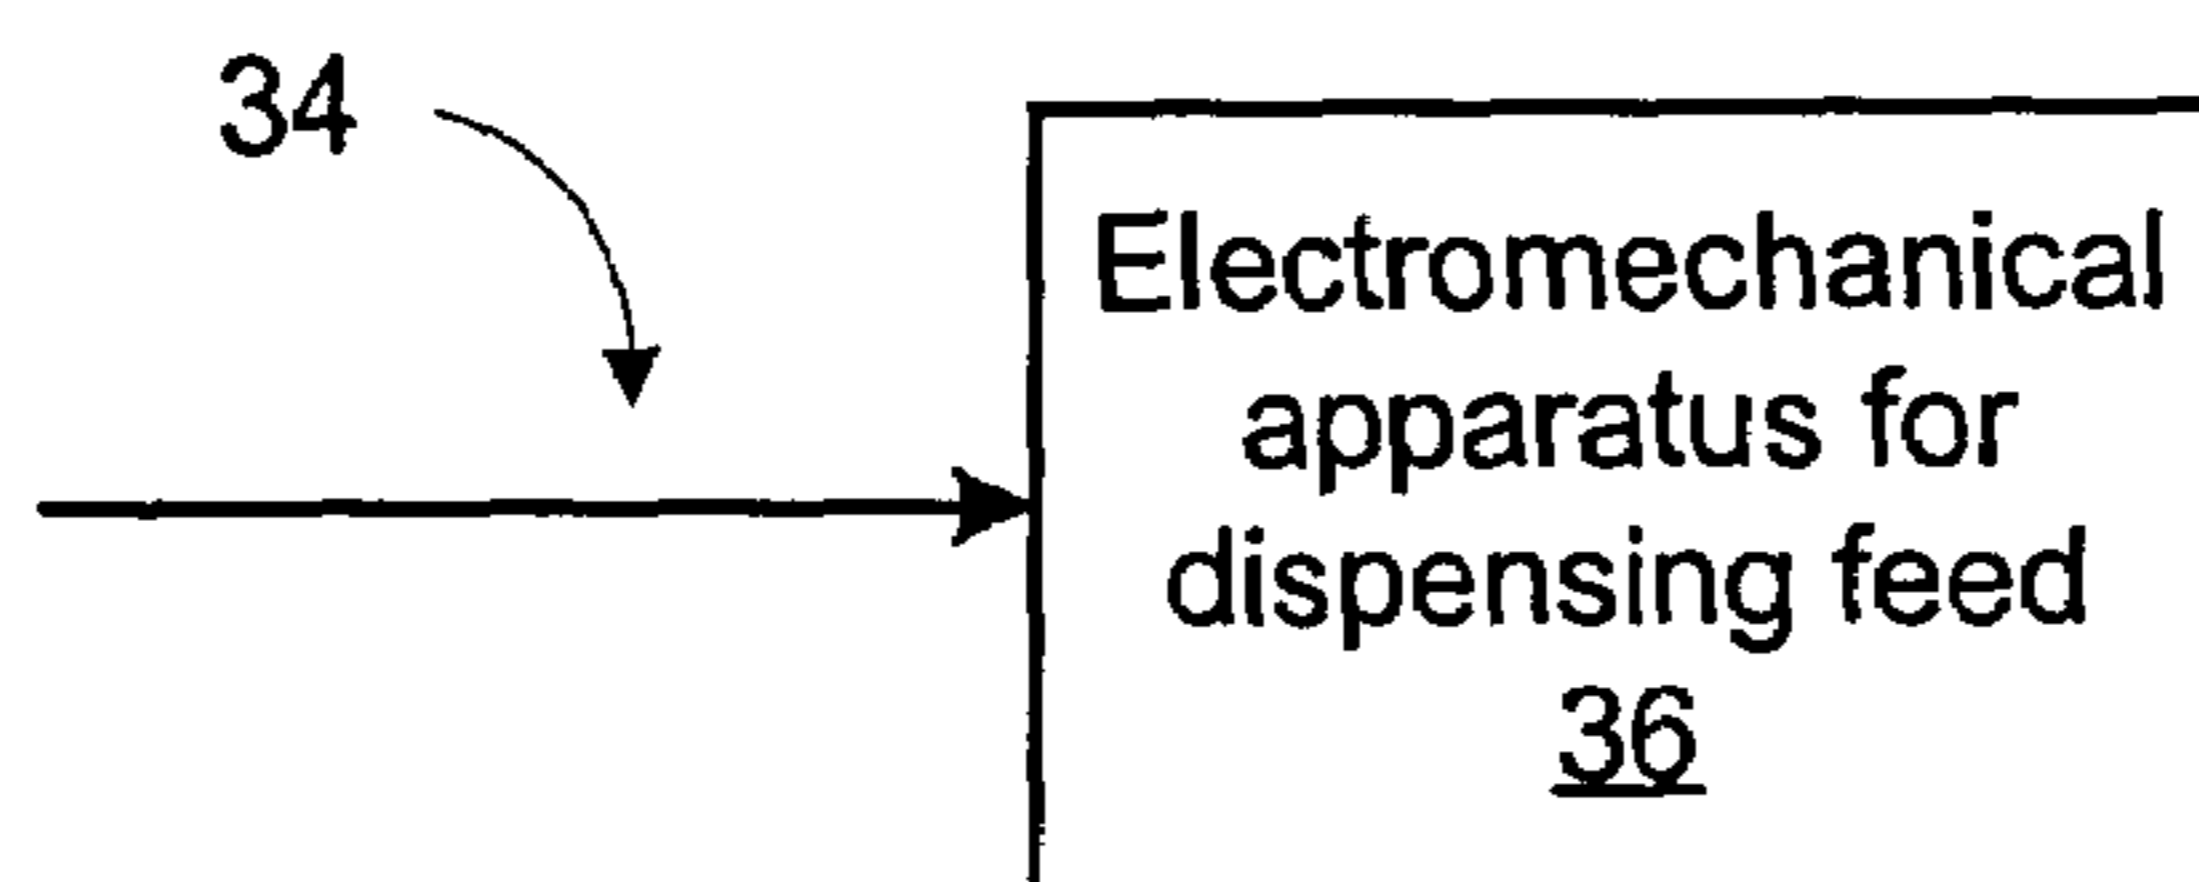 34
Electromechanical
apparatus for
dispensing feed
36